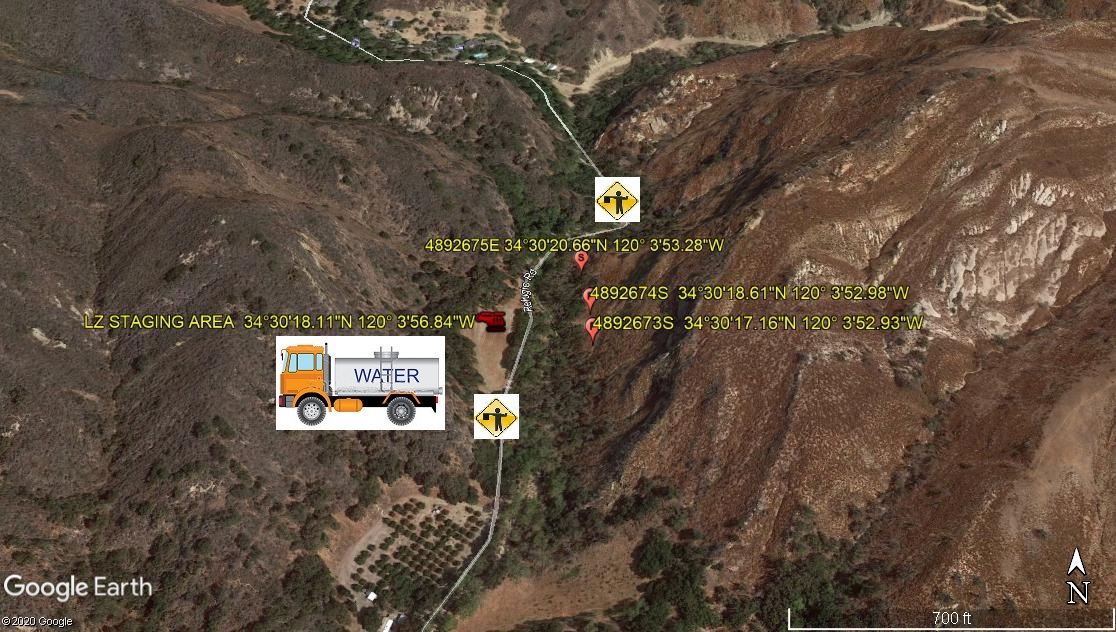 4892675E 34°30'20.66"N 120° 3'53.28"W
Refugio Rd
S
4892674S 34°30'18.61"N 120° 3'52.98"W
LZ STAGING AREA 34°30'18.11"N 120° 3'56.84"W
4892673S 34°30'17.16"N 120° 3'52.93"W
WATER
Google Earth
©2020 Google
700 ft
N